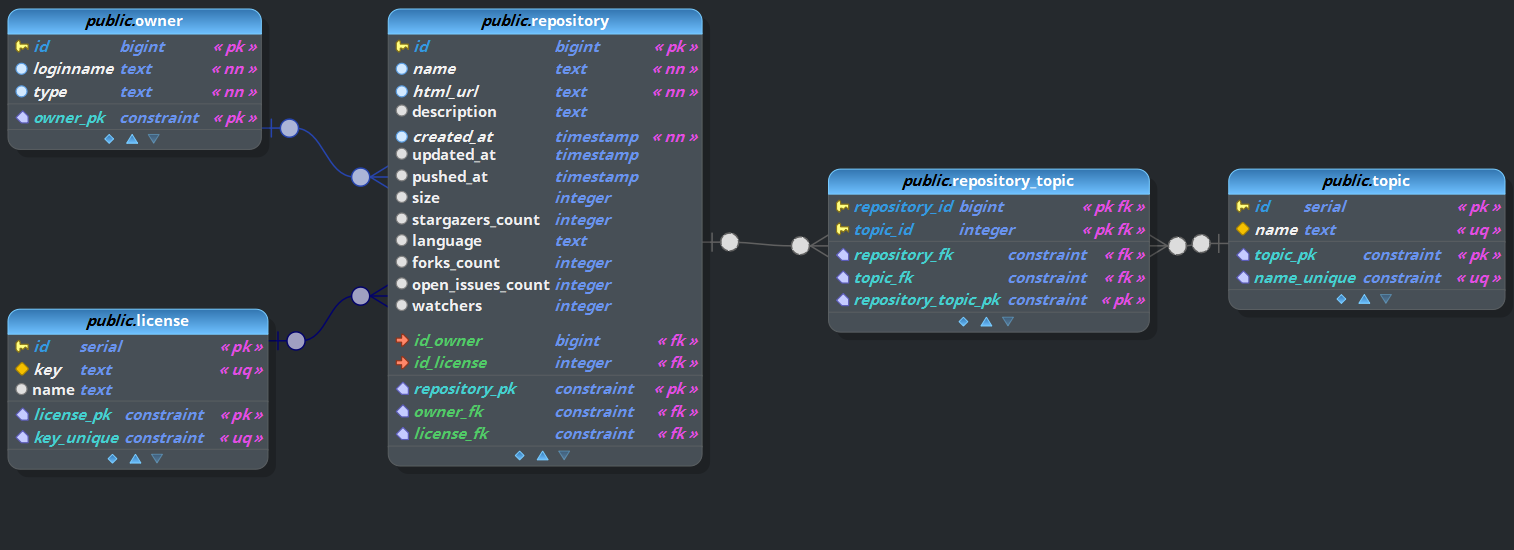 public.owner
id bigint « pk »
loginname text « nn »
type text « nn »
owner_pk constraint « pk »
public.license
id serial « pk »
key text « uq »
name text
license_pk constraint « pk »
key_unique constraint « uq »
public.repository
id bigint « pk »
name text « nn »
html_url text « nn »
description text
created_at timestamp « nn »
updated_at timestamp
pushed_at timestamp
size integer
stargazers_count integer
language text
forks_count integer
open_issues_count integer
watchers integer
id_owner bigint « fk »
id_license integer « fk »
repository_pk constraint « pk »
owner_fk constraint « fk »
license_fk constraint « fk »
public.repository_topic
repository_id bigint « pk fk »
topic_id integer « pk fk »
repository_fk constraint « fk »
topic_fk constraint « fk »
repository_topic_pk constraint « pk »
public.topic
id serial « pk »
name text « uq »
topic_pk constraint « pk »
name_unique constraint « uq »